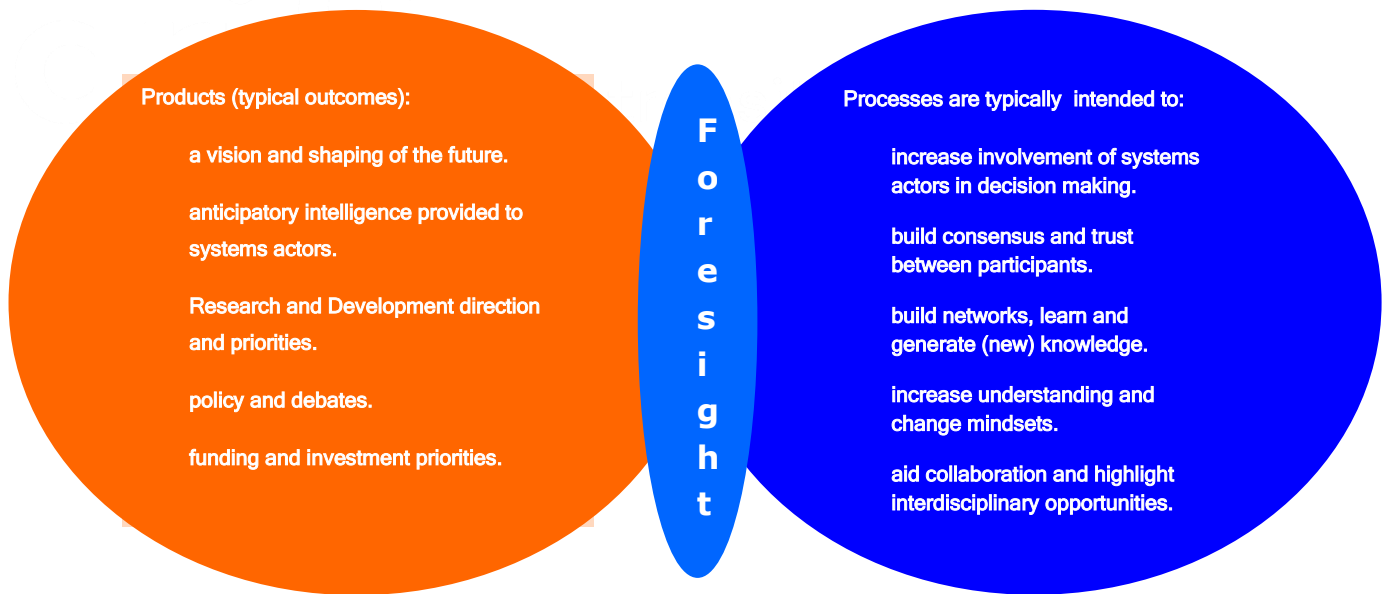 Products (typical outcomes):
a vision and shaping of the future.
anticipatory intelligence provided to
systems actors.
Research and Development direction
and priorities.
policy and debates.
funding and investment priorities.
Foresight
Processes are typically  intended to:
increase involvement of systems
actors in decision making.
build consensus and trust
between participants.
build networks, learn and
generate (new) knowledge.
increase understanding and
change mindsets.
aid collaboration and highlight
interdisciplinary opportunities.